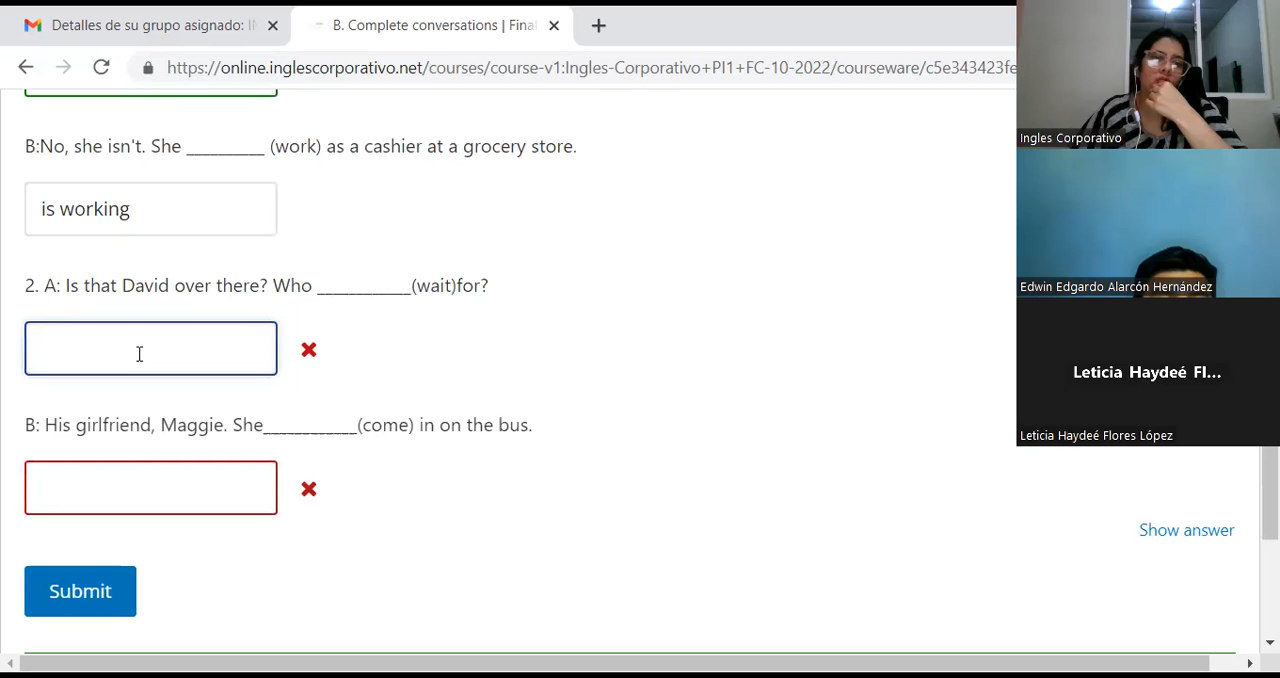 Detalles de su grupo asignado: I
B. Complete conversations | Fina
https://online.inglescorporativo.net/courses/course-v1:Ingles-Corporativo+PI1+FC-10-2022/courseware/c5e343423fe
B:No, she isn't. She __________ (work) as a cashier at a grocery store.
is working
2. A: Is that David over there? Who ____________(wait)for?
B: His girlfriend, Maggie. She____________(come) in on the bus.
Show answer
Submit
Ingles Corporativo
Edwin Edgardo Alarcón Hernández
Leticia Haydeé Fl...
Leticia Haydeé Flores López